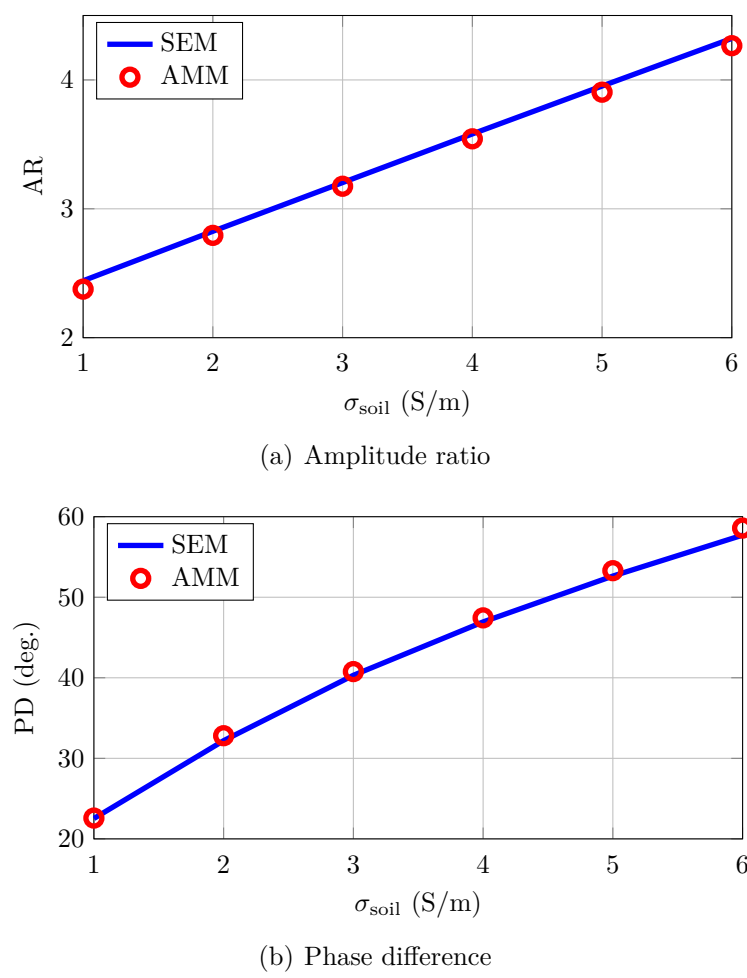 SEM
AMM
4
3
2
AR
1 2 3 4 5 6
σsoil (S/m)
(a) Amplitude ratio
60
SEM
AMM
50
40
30
20
PD (deg.)
1 2 3 4 5 6
σsoil (S/m)
(b) Phase difference